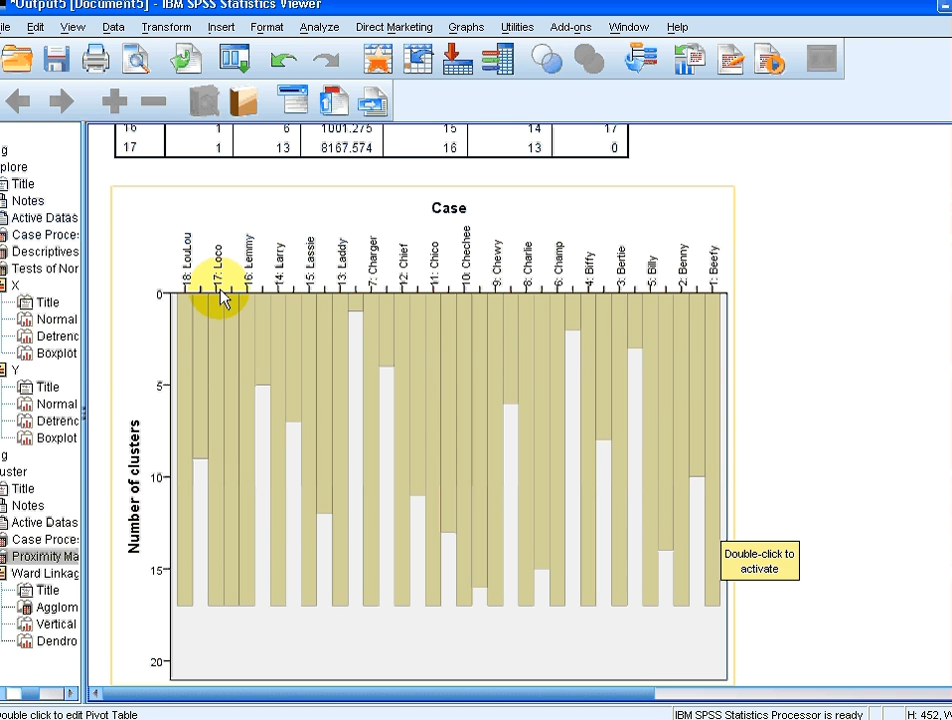 *Output5 [Document5] - IBM SPSS Statistics Viewer
ile Edit View Data Transform Insert Format Analyze Direct Marketing Graphs Utilities Add-ons Window Help
16 1 6 1001.275 15 14 17
17 1 13 8167.574 16 13 0
g
plore
Title
Notes
Active Datas
Case Proce:
Descriptives
Tests of Nor
X
Title
Normal
Detrenc
Boxplot
Y
Title
Normal
Detrenc
Boxplot
g
uster
Title
Notes
Active Datas
Case Proce:
Proximity Ma
Ward Linkag
Title
Agglom
Vertical
Dendro
Case
18: LouLou
17: Loco
16: Lemmy
14: Larry
15: Lassie
13: Laddy
7: Charger
12: Chief
11: Chico
10: Chechee
9: Chewy
8: Charlie
6: Champ
4: Biffy
3: Bertie
5: Billy
2: Benny
1: Beefy
Number of clusters
0
5
10
15
20
Double-click to
activate
ouble click to edit Pivot Table
IBM SPSS Statistics Processor is ready
H: 452, W